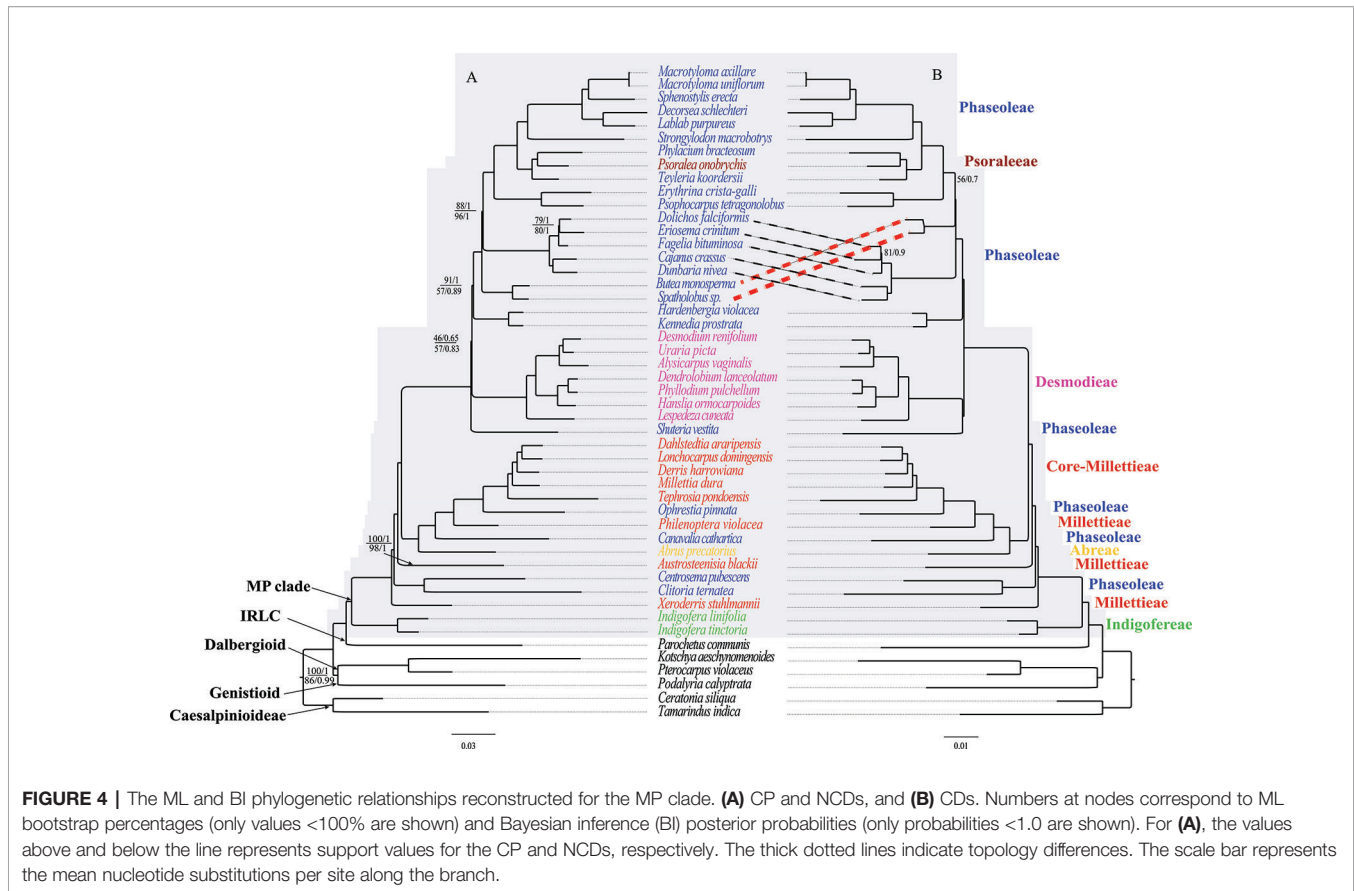 A
B
Macrotyloma axillare
Macrotyloma uniflorum
Sphenostylis erecta
Decorsea schlechteri
Lablab purpureus
Strongylodon macrobotrys
Phylacium bracteosum
Psoralea onobrychis
Teyleria koordersii
Erythrina crista-galli
Psophocarpus tetragonolobus
Dolichos falciformis
Eriosema crinitum
Fagelia bituminosa
Cajanus crassus
Dunbaria nivea
Butea monosperma
Spatholobus sp.
Hardenbergia violacea
Kennedia prostrata
Desmodium renifolium
Uraria picta
Alysicarpus vaginalis
Dendrolobium lanceolatum
Phyllodium pulchellum
Hanslia ormocarpoides
Lespedeza cuneata
Shuteria vestita
Dahlstedtia araripensis
Lonchocarpus domingensis
Derris harrowiana
Millettia dura
Tephrosia pondoensis
Ophrestia pinnata
Philenoptera violacea
Canavalia cathartica
Abrus precatorius
Austrosteenisia blackii
Centrosema pubescens
Clitoria ternatea
Xeroderris stuhlmannii
Indigofera linifolia
Indigofera tinctoria
Parochetus communis
Kotschya aeschynomenoides
Pterocarpus violaceus
Podalyria calyptrata
Ceratonia siliqua
Tamarindus indica
88/1
96/1
79/1
80/1
91/1
57/0.89
46/0.65
57/0.83
100/1
98/1
MP clade
IRLC
Dalbergioid
100/1
86/0.99
Genistioid
Caesalpinioideae
0.03
56/0.7
81/0.9
0.01
Phaseoleae
Psoraleeae
Phaseoleae
Desmodieae
Phaseoleae
Core-Millettieae
Phaseoleae
Millettieae
Phaseoleae
Abreae
Millettieae
Phaseoleae
Millettieae
Indigofereae
FIGURE 4 | The ML and BI phylogenetic relationships reconstructed for the MP clade. (A) CP and NCDs, and (B) CDs. Numbers at nodes correspond to ML
bootstrap percentages (only values <100% are shown) and Bayesian inference (BI) posterior probabilities (only probabilities <1.0 are shown). For (A), the values
above and below the line represents support values for the CP and NCDs, respectively. The thick dotted lines indicate topology differences. The scale bar represents
the mean nucleotide substitutions per site along the branch.